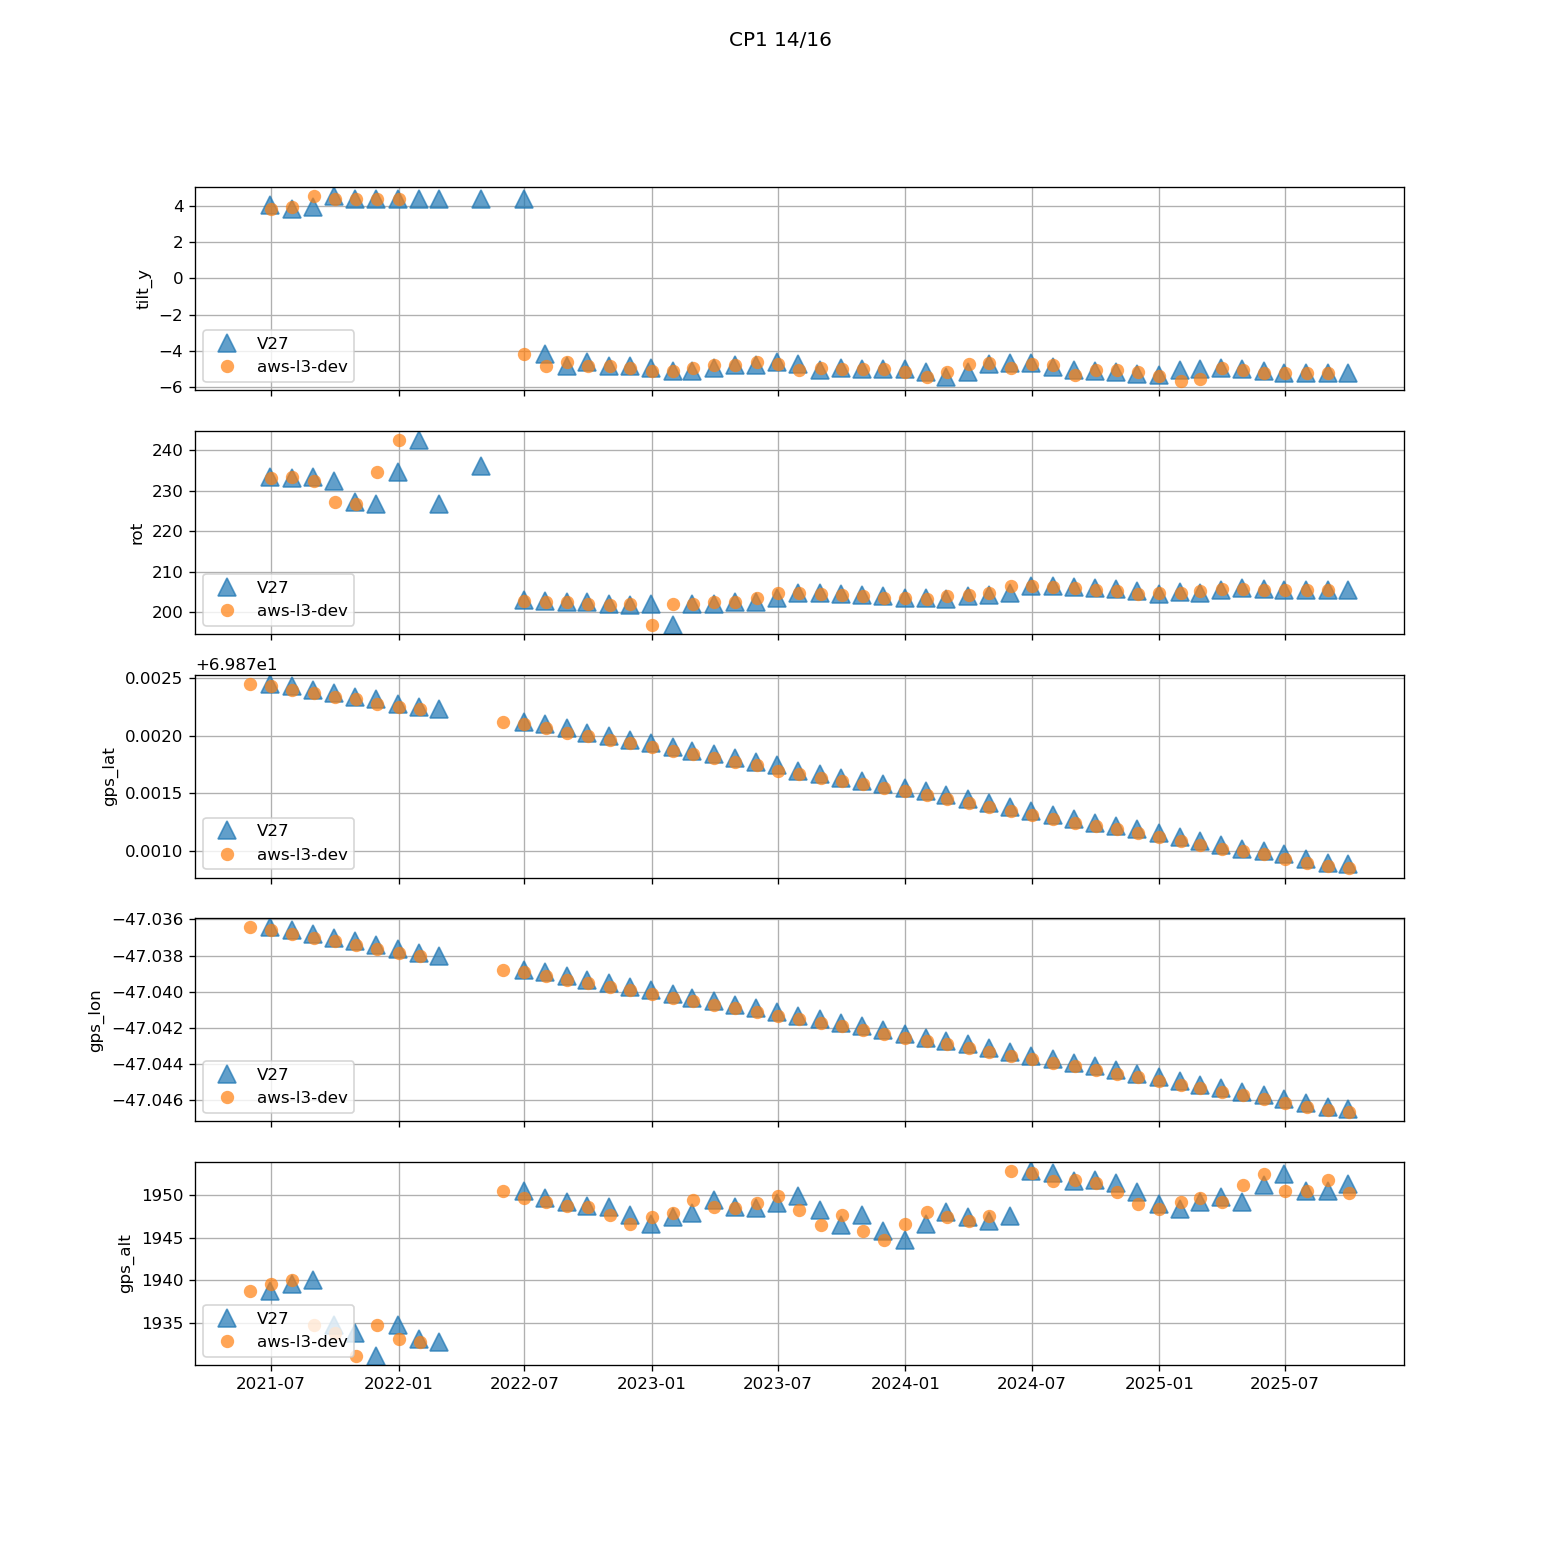 CP1 14/16
4
2
0
−2
−4
−6
tilt_y
V27
aws-l3-dev
240
230
220
210
200
rot
V27
aws-l3-dev
+6.987e1
0.0025
0.0020
0.0015
0.0010
gps_lat
V27
aws-l3-dev
−47.036
−47.038
−47.040
−47.042
−47.044
−47.046
gps_lon
V27
aws-l3-dev
1950
1945
1940
1935
gps_alt
V27
aws-l3-dev
2021-07 2022-01 2022-07 2023-01 2023-07 2024-01 2024-07 2025-01 2025-07